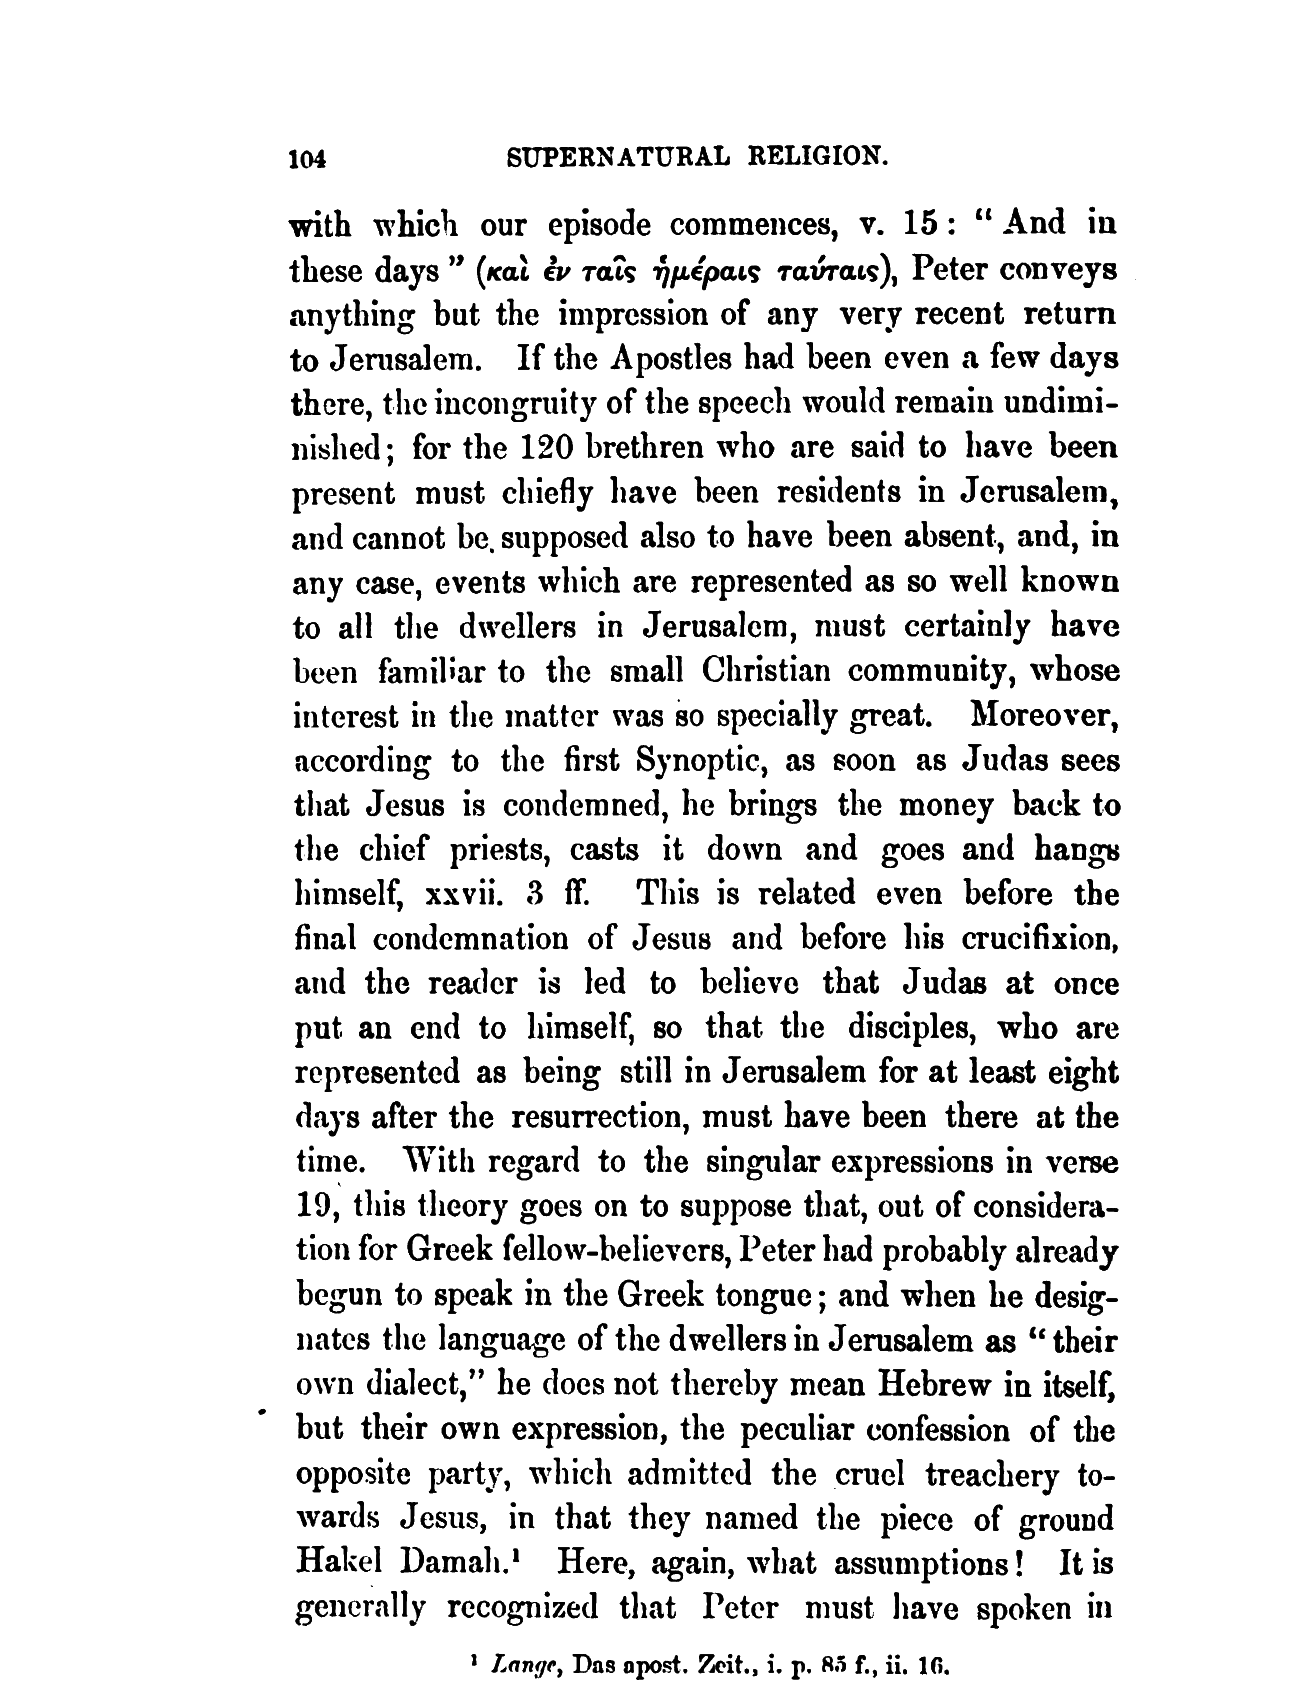 104 SUPERNATURAL RELIGION.
with which our episode commences, v. 15 : “ And in
these days ” (καὶ ἐν ταῖς ἡμέραις ταύταις), Peter conveys
anything but the impression of any very recent return
to Jerusalem. If the Apostles had been even a few days
there, the incongruity of the speech would remain undimi-
nished ; for the 120 brethren who are said to have been
present must chiefly have been residents in Jerusalem,
and cannot be supposed also to have been absent, and, in
any case, events which are represented as so well known
to all the dwellers in Jerusalem, must certainly have
been familiar to the small Christian community, whose
interest in the matter was so specially great. Moreover,
according to the first Synoptic, as soon as Judas sees
that Jesus is condemned, he brings the money back to
the chief priests, casts it down and goes and hangs
himself, xxvii. 3 ff. This is related even before the
final condemnation of Jesus and before his crucifixion,
and the reader is led to believe that Judas at once
put an end to himself, so that the disciples, who are
represented as being still in Jerusalem for at least eight
days after the resurrection, must have been there at the
time. With regard to the singular expressions in verse
19, this theory goes on to suppose that, out of considera-
tion for Greek fellow-believers, Peter had probably already
begun to speak in the Greek tongue ; and when he desig-
nates the language of the dwellers in Jerusalem as “ their
own dialect,” he does not thereby mean Hebrew in itself,
but their own expression, the peculiar confession of the
opposite party, which admitted the cruel treachery to-
wards Jesus, in that they named the piece of ground
Hakel Damah.¹ Here, again, what assumptions ! It is
generally recognized that Peter must have spoken in
¹ Lange, Das apost. Zeit., i. p. 85 f., ii. 16.